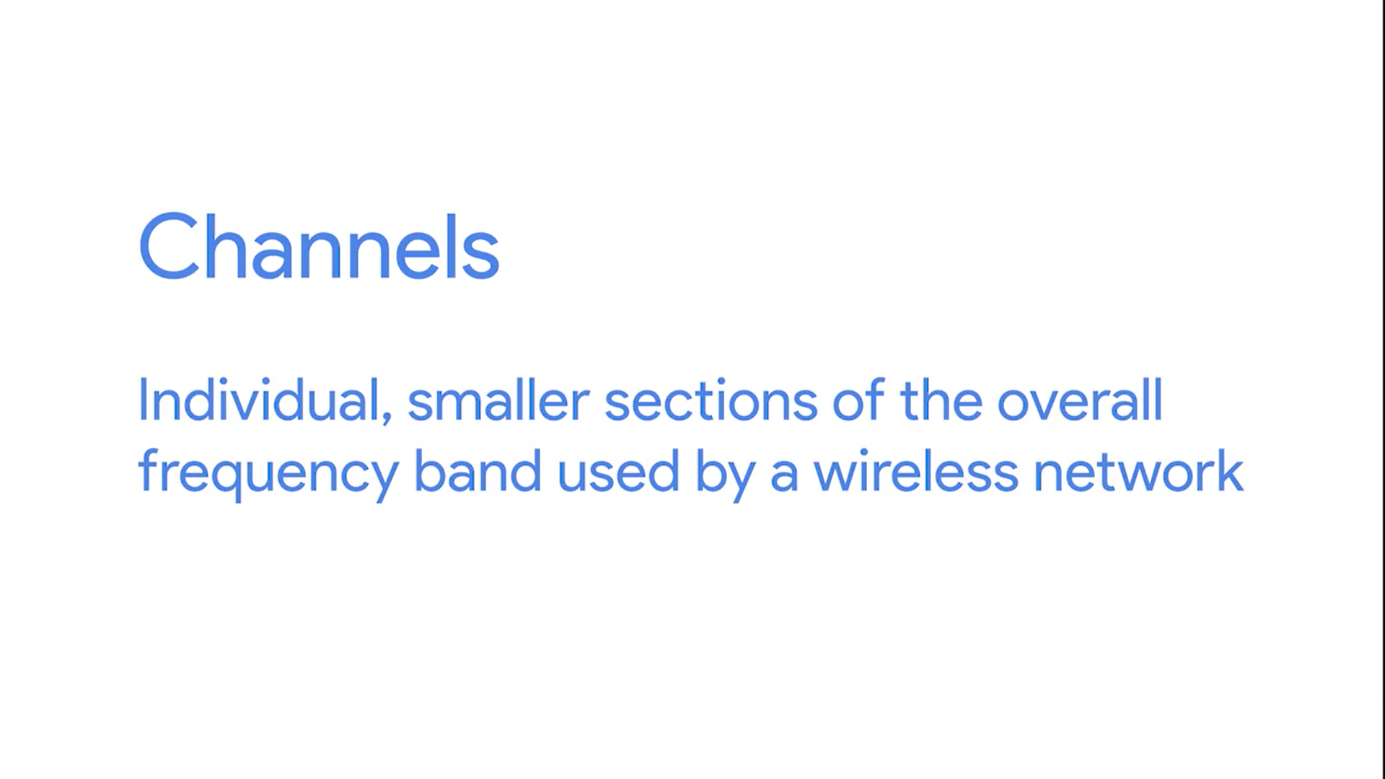 Channels
Individual, smaller sections of the overall
frequency band used by a wireless network